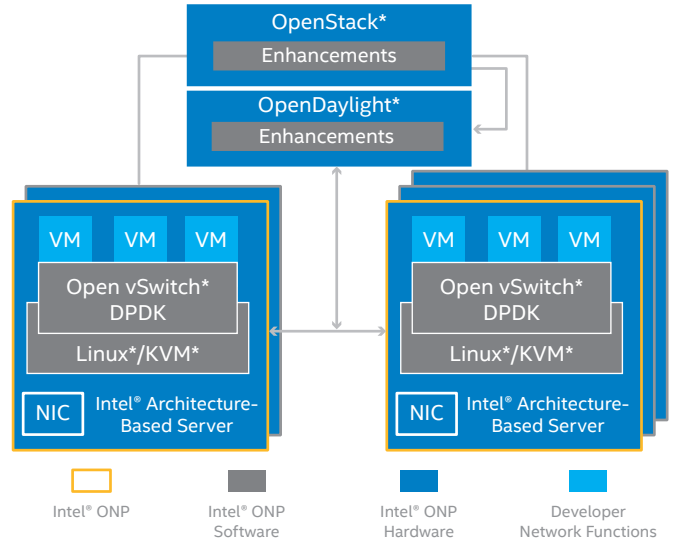 OpenStack*
Enhancements
OpenDaylight*
Enhancements
VM VM VM
Open vSwitch*
DPDK
Linux*/KVM*
NIC
Intel® Architecture-
Based Server
VM VM VM
Open vSwitch*
DPDK
Linux*/KVM*
NIC
Intel® Architecture-
Based Server
Intel® ONP
Intel® ONP
Software
Intel® ONP
Hardware
Developer
Network Functions